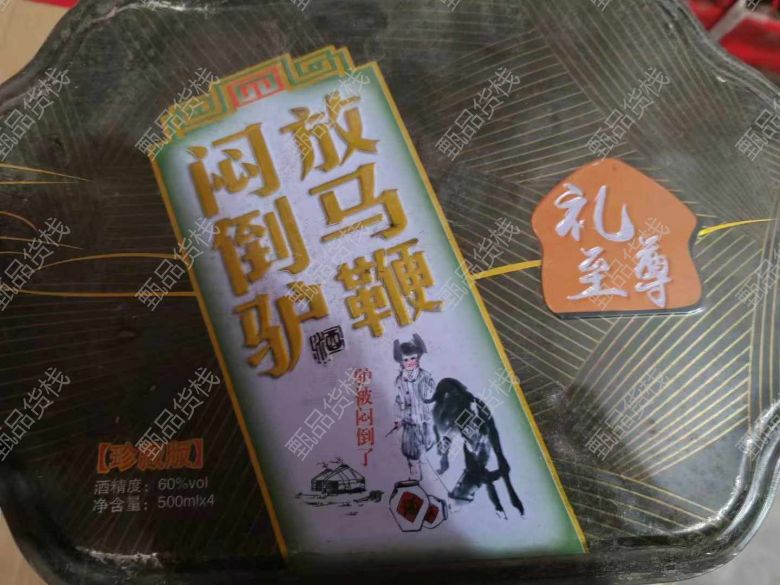 放马鞭
闷倒驴
酒
驴被闷倒了
礼
至尊
【珍藏版】
酒精度：60%vol
净含量：500mlx4
甄品货栈